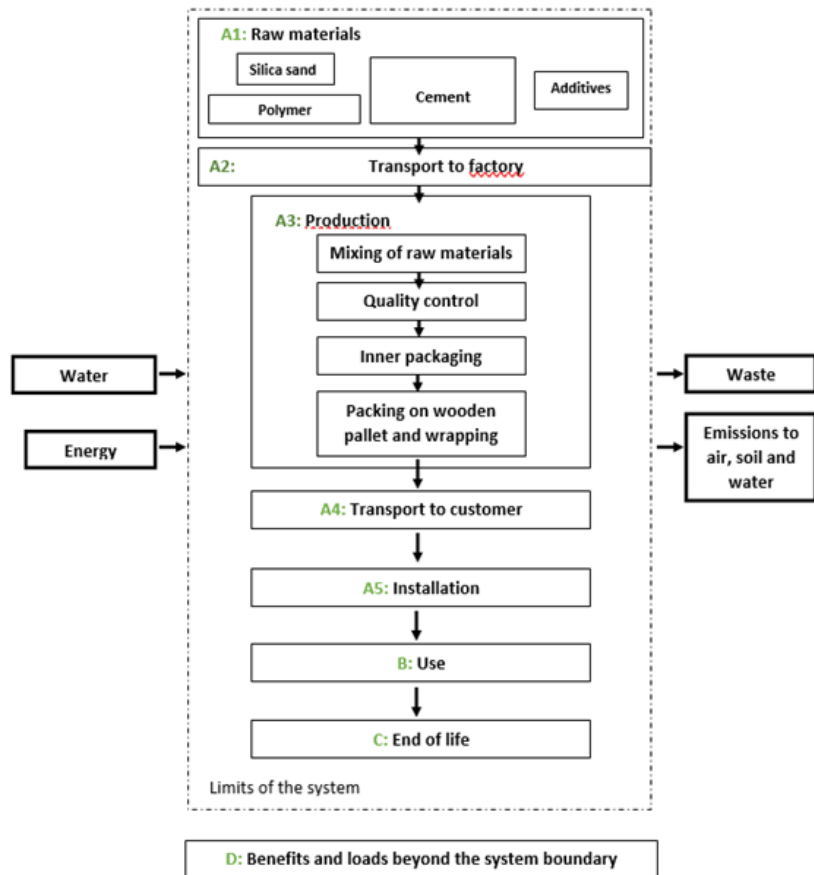 A1: Raw materials
Silica sand
Polymer
Cement
Additives
A2: Transport to factory
A3: Production
Mixing of raw materials
Quality control
Inner packaging
Packing on wooden
pallet and wrapping
Water
Energy
Waste
Emissions to
air, soil and
water
A4: Transport to customer
A5: Installation
B: Use
C: End of life
Limits of the system
D: Benefits and loads beyond the system boundary